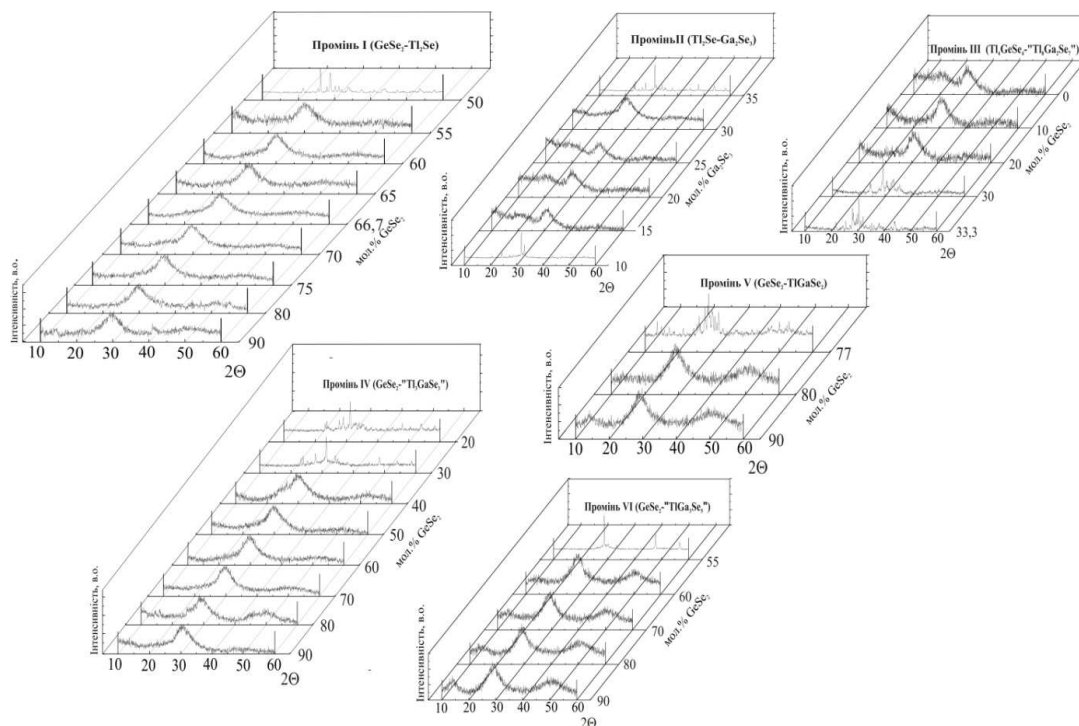 Промінь I (GeSe₂-Tl₂Se)
50
55
60
65
66,7
70
75
80
90
мол.% GeSe₂
Інтенсивність, в.о.
10 20 30 40 50 60
2Θ
ПроміньII (Tl₂Se-Ga₂Se₃)
35
30
25
20
15
10
мол.% Ga₂Se₃
Інтенсивність, в.о.
10 20 30 40 50 60
2Θ
Промінь III (Tl₄GeSe₄-"Tl₈Ga₂Se₇")
0
10
20
30
33,3
мол.% GeSe₂
Інтенсивність, в.о.
10 20 30 40 50 60
2Θ
Промінь IV (GeSe₂-"Tl₃GaSe₃")
20
30
40
50
60
70
80
90
мол.% GeSe₂
Інтенсивність, в.о.
10 20 30 40 50 60
2Θ
Промінь V (GeSe₂-TlGaSe₂)
77
80
90
мол.% GeSe₂
Інтенсивність, в.о.
10 20 30 40 50 60
2Θ
Промінь VI (GeSe₂-"TlGa₃Se₅")
55
60
70
80
90
мол.% GeSe₂
Інтенсивність, в.о.
10 20 30 40 50 60
2Θ